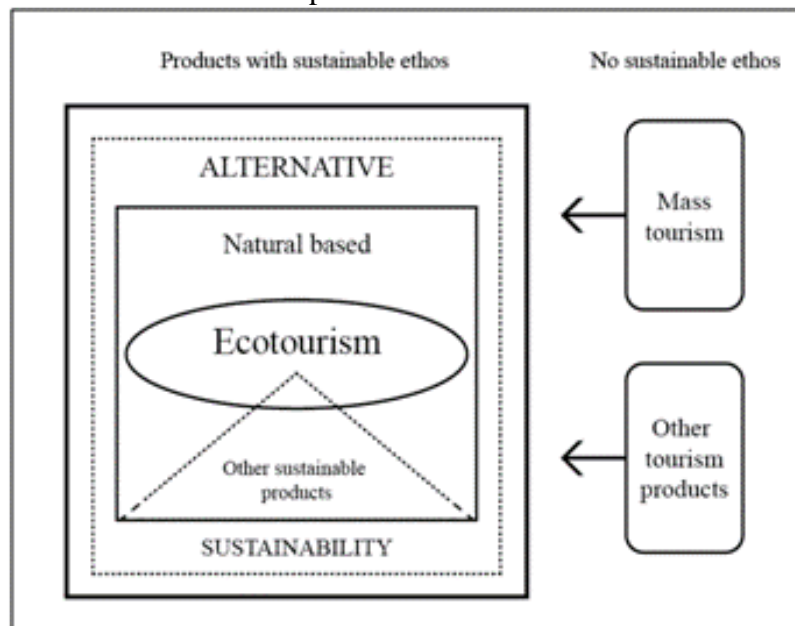 Products with sustainable ethos
No sustainable ethos
ALTERNATIVE
Natural based
Ecotourism
Other sustainable
products
SUSTAINABILITY
Mass
tourism
Other
tourism
products